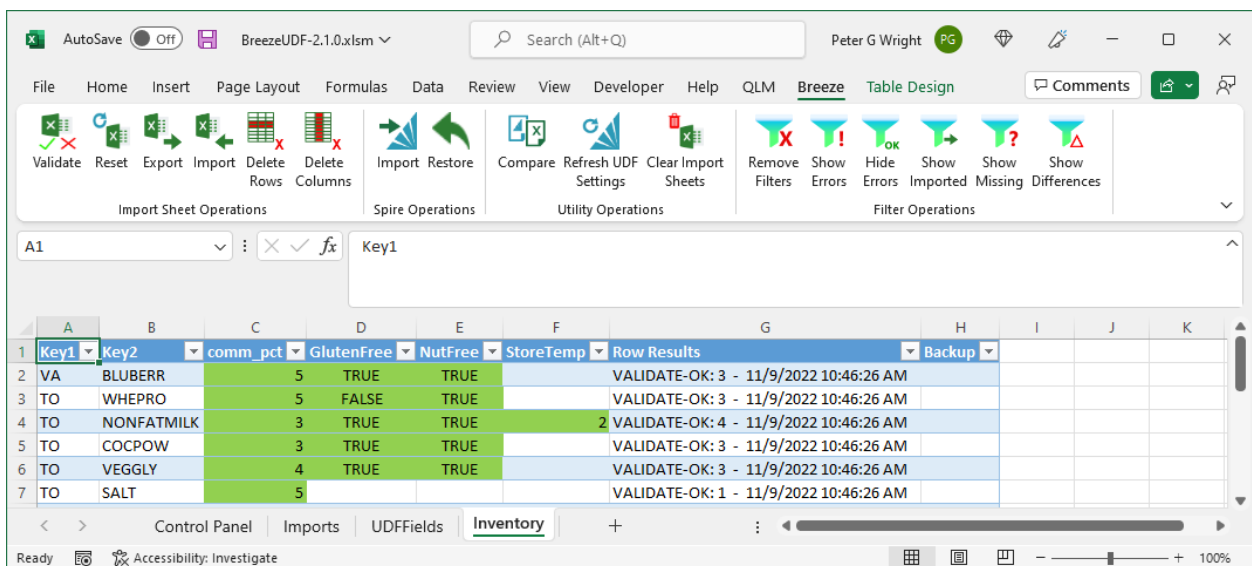 AutoSave Off BreezeUDF-2.1.0.xlsm Search (Alt+Q) Peter G Wright PG
File Home Insert Page Layout Formulas Data Review View Developer Help QLM Breeze Table Design Comments
Validate Reset Export Import Delete Rows Delete Columns Import Restore Compare Refresh UDF Settings Clear Import Sheets Remove Filters Show Errors Hide Errors Show Imported Show Missing Show Differences
Import Sheet Operations Spire Operations Utility Operations Filter Operations
A1 fx Key1
A B C D E F G H I J K
1 Key1 Key2 comm_pct GlutenFree NutFree StoreTemp Row Results Backup
2 VA BLUBERR 5 TRUE TRUE VALIDATE-OK: 3 - 11/9/2022 10:46:26 AM
3 TO WHEPRO 5 FALSE TRUE VALIDATE-OK: 3 - 11/9/2022 10:46:26 AM
4 TO NONFATMILK 3 TRUE TRUE 2 VALIDATE-OK: 4 - 11/9/2022 10:46:26 AM
5 TO COCPOW 3 TRUE TRUE VALIDATE-OK: 3 - 11/9/2022 10:46:26 AM
6 TO VEGGLY 4 TRUE TRUE VALIDATE-OK: 3 - 11/9/2022 10:46:26 AM
7 TO SALT 5 VALIDATE-OK: 1 - 11/9/2022 10:46:26 AM
Control Panel Imports UDFFields Inventory
Ready Accessibility: Investigate 100%